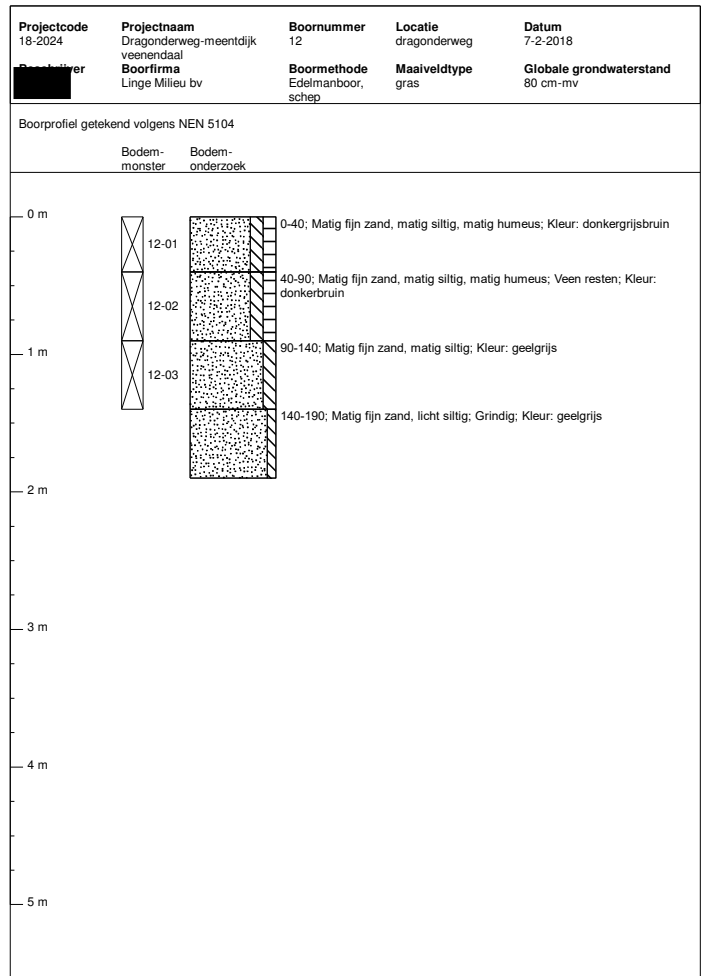 Projectcode Projectnaam Boornummer Locatie Datum
18-2024 Dragonderweg-meentdijk 12 dragonderweg 7-2-2018
veenendaal
Boorfirma Boormethode Maaiveldtype Globale grondwaterstand
Linge Milieu bv Edelmanboor, gras 80 cm-mv
schep
Boorprofiel getekend volgens NEN 5104
Bodem- Bodem-
monster onderzoek
0 m
0-40; Matig fijn zand, matig siltig, matig humeus; Kleur: donkergrijsbruin
12-01
40-90; Matig fijn zand, matig siltig, matig humeus; Veen resten; Kleur:
donkerbruin
12-02
90-140; Matig fijn zand, matig siltig; Kleur: geelgrijs
1 m
12-03
140-190; Matig fijn zand, licht siltig; Grindig; Kleur: geelgrijs
2 m
3 m
4 m
5 m